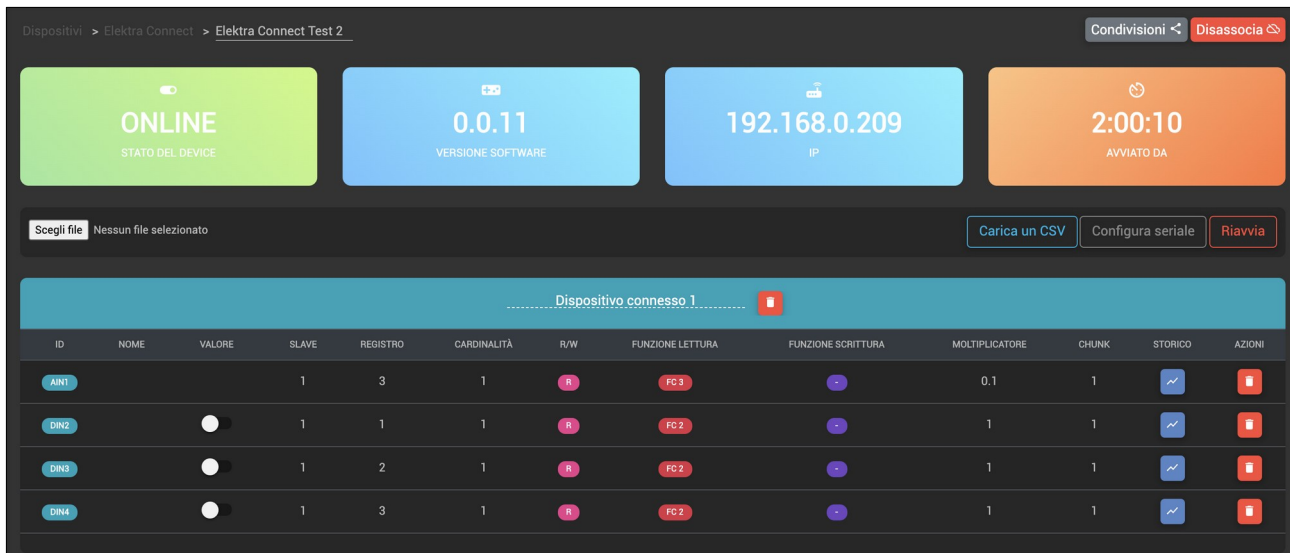 Dispositivi > Elektra Connect > Elektra Connect Test 2
Condivisioni Disassocia
ONLINE
STATO DEL DEVICE
0.0.11
VERSIONE SOFTWARE
192.168.0.209
IP
2:00:10
AVVIATO DA
Scegli file Nessun file selezionato
Carica un CSV Configura seriale Riavvia
Dispositivo connesso 1
ID NOME VALORE SLAVE REGISTRO CARDINALITÀ R/W FUNZIONE LETTURA FUNZIONE SCRITTURA MOLTIPLICATORE CHUNK STORICO AZIONI
AIN1 1 3 1 R FC 3 - 0.1 1
DIN2 1 1 1 R FC 2 - 1 1
DIN3 1 2 1 R FC 2 - 1 1
DIN4 1 3 1 R FC 2 - 1 1